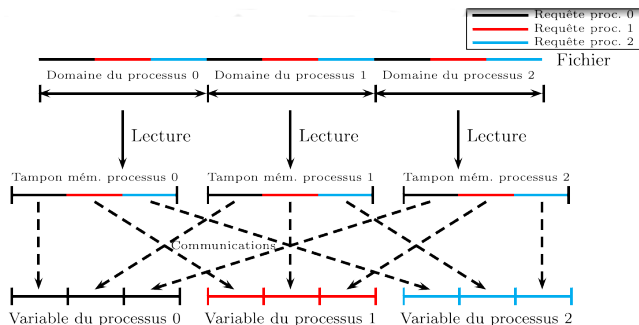 Requête proc. 0
Requête proc. 1
Requête proc. 2
Fichier
Domaine du processus 0
Domaine du processus 1
Domaine du processus 2
Lecture
Lecture
Lecture
Tampon mém. processus 0
Tampon mém. processus 1
Tampon mém. processus 2
Communications
Variable du processus 0
Variable du processus 1
Variable du processus 2